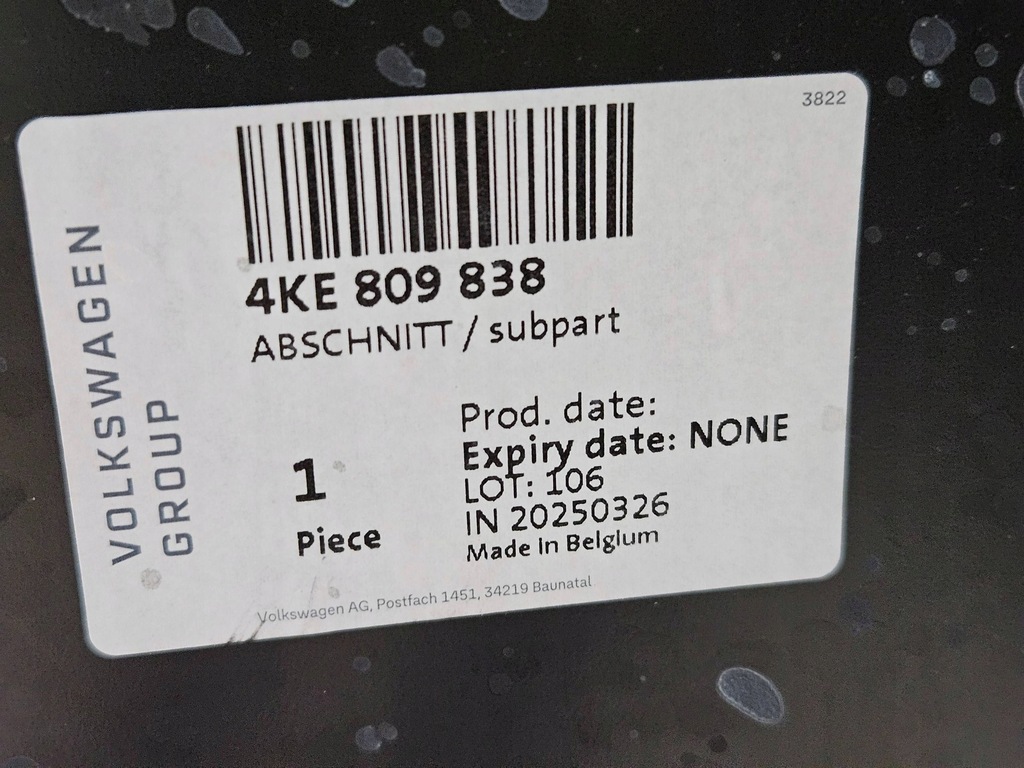 3822
VOLKSWAGEN
GROUP
4KE 809 838
ABSCHNITT / subpart
1
Piece
Prod. date:
Expiry date: NONE
LOT: 106
IN 20250326
Made in Belgium
Volkswagen AG, Postfach 1451, 34219 Baunatal